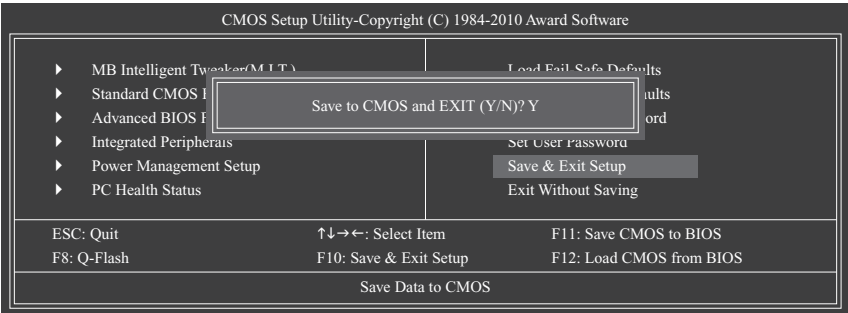 CMOS Setup Utility-Copyright (C) 1984-2010 Award Software
MB Intelligent Tweaker(M.I.T.)
Standard CMOS
Advanced BIOS
Integrated Peripherals
Power Management Setup
PC Health Status
Load Fail-Safe Defaults
Set User Password
Save & Exit Setup
Exit Without Saving
Save to CMOS and EXIT (Y/N)? Y
ESC: Quit
↑↓→←: Select Item
F11: Save CMOS to BIOS
F8: Q-Flash
F10: Save & Exit Setup
F12: Load CMOS from BIOS
Save Data to CMOS